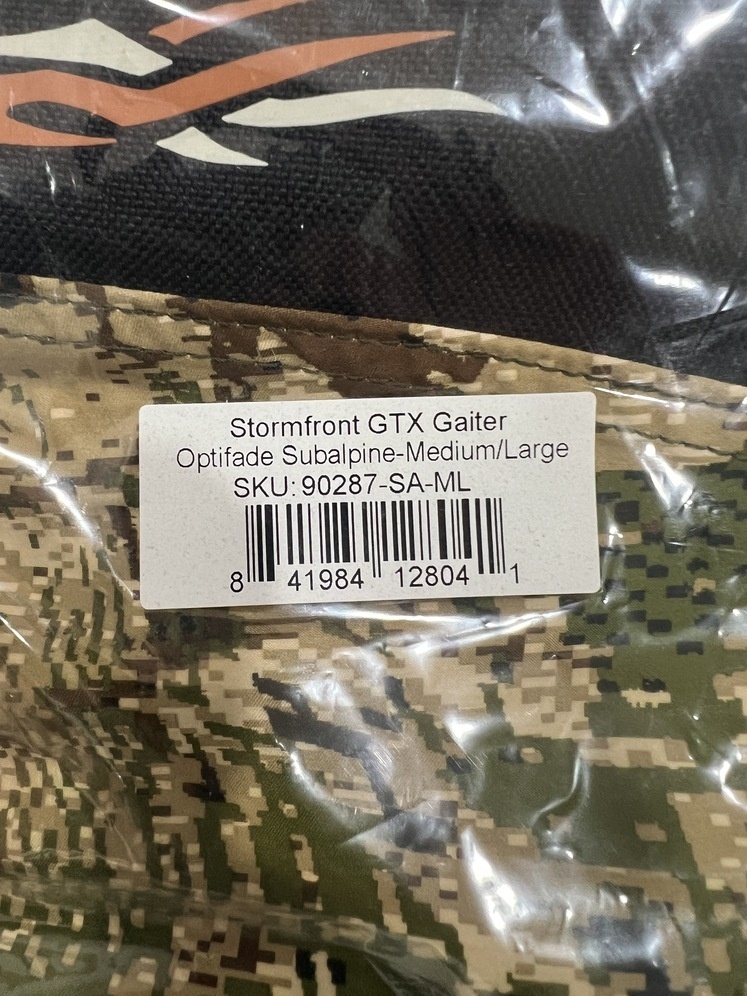 Stormfront GTX Gaiter
Optifade Subalpine-Medium/Large
SKU: 90287-SA-ML
8 41984 12804 1